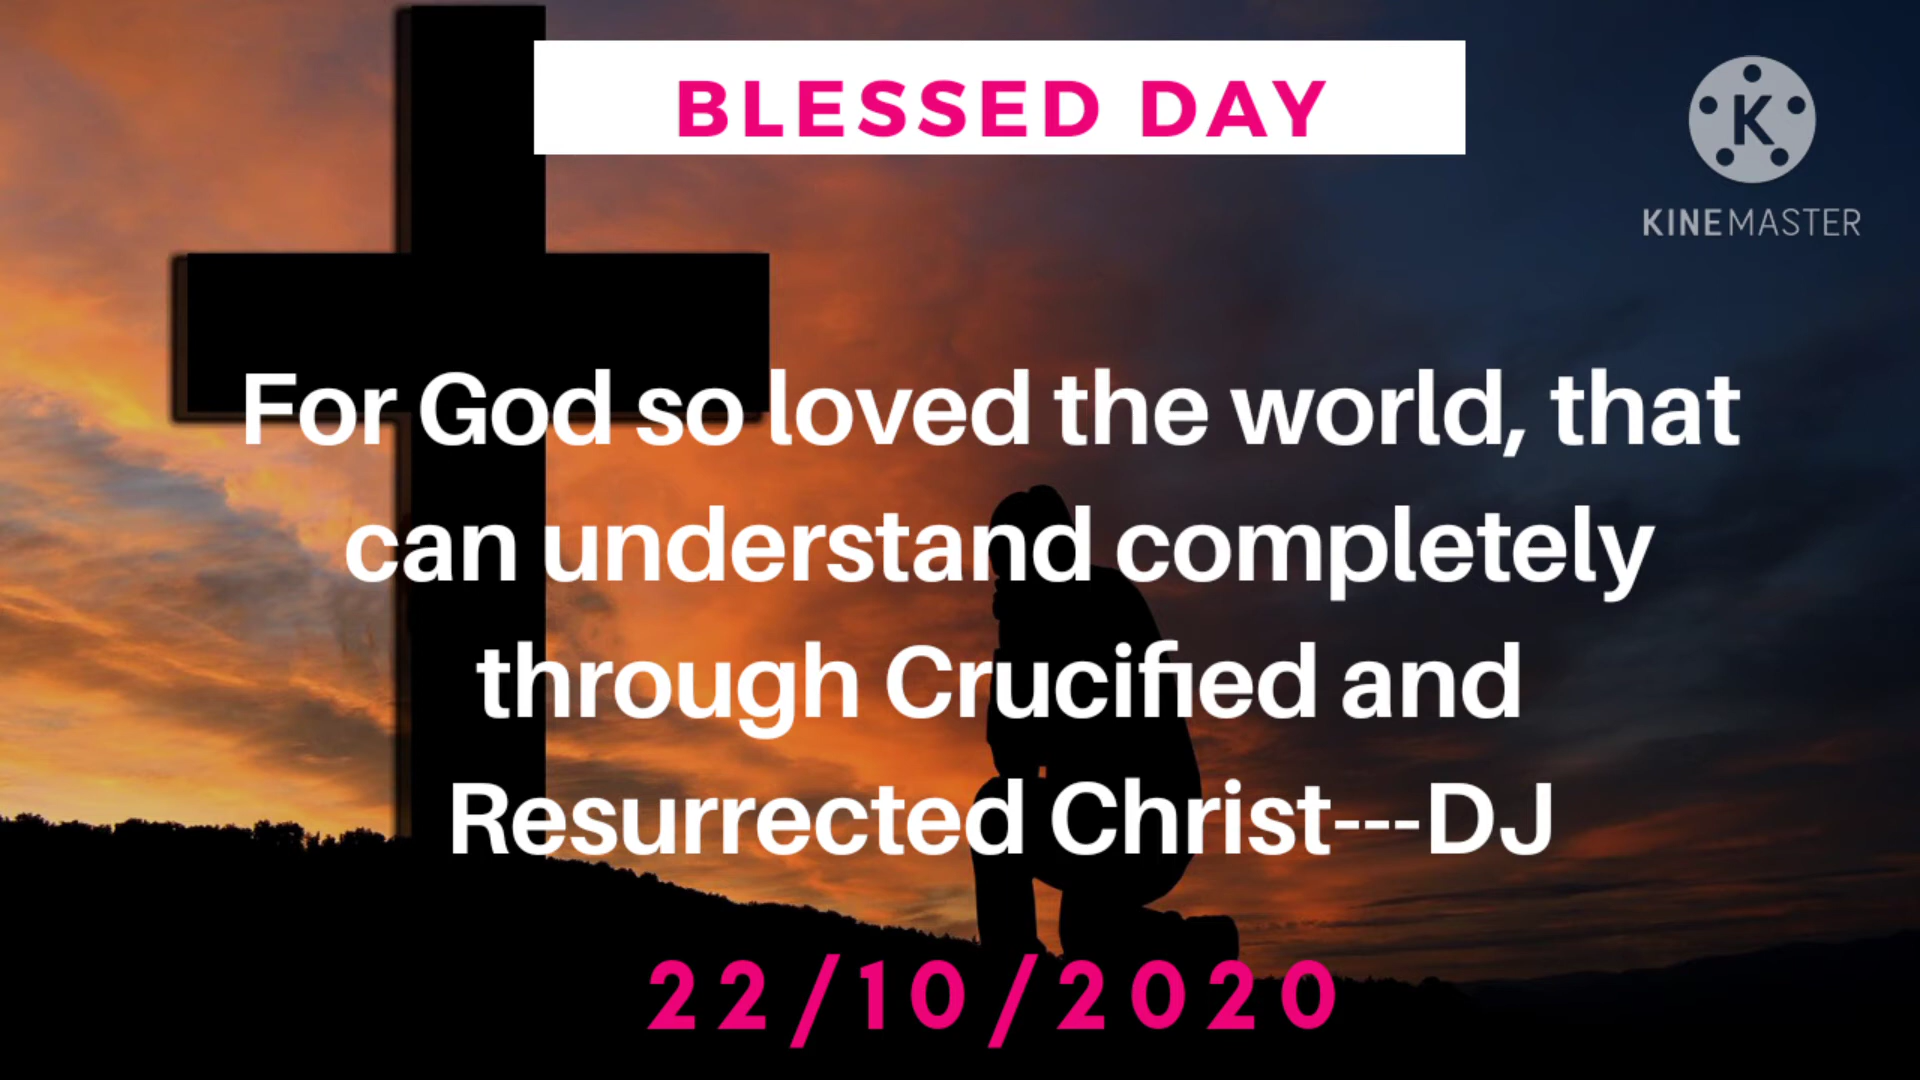 BLESSED DAY
K
KINEMASTER
For God so loved the world, that
can understand completely
through Crucified and
Resurrected Christ---DJ
22/10/2020